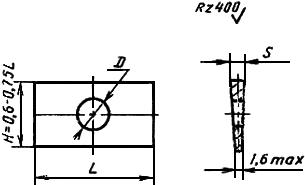 Rz400
D
S
H=0,6-0,75L
L
1,6 max